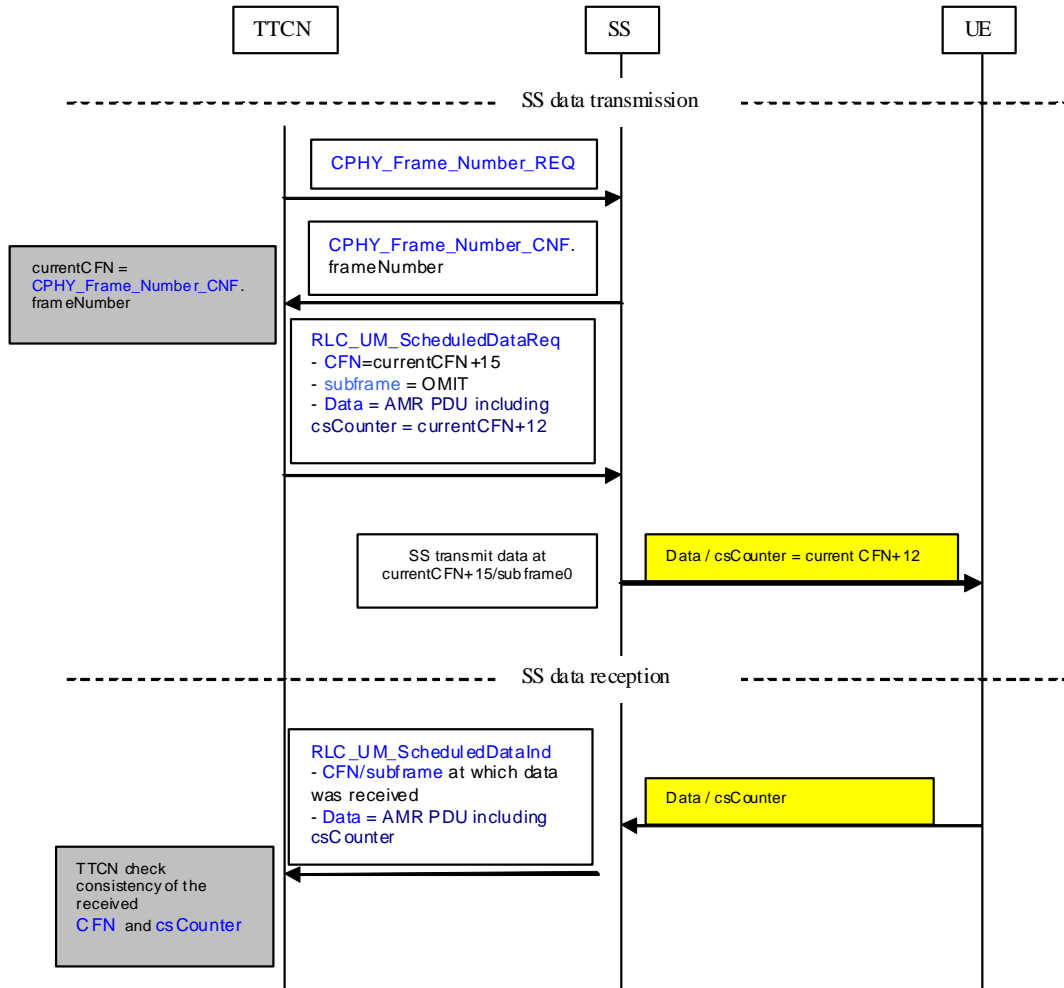 TTCN
SS
UE
SS data transmission
CPHY_Frame_Number_REQ
CPHY_Frame_Number_CNF.
frameNumber
currentCFN =
CPHY_Frame_Number_CNF.
frameNumber
RLC_UM_ScheduledDataReq
- CFN=currentCFN+15
- subframe = OMIT
- Data = AMR PDU including
csCounter = currentCFN+12
SS transmit data at
currentCFN+15/subframe0
Data / csCounter = current CFN+12
SS data reception
RLC_UM_ScheduledDataInd
- CFN/subframe at which data
was received
- Data = AMR PDU including
csCounter
Data / csCounter
TTCN check
consistency of the
received
CFN and csCounter